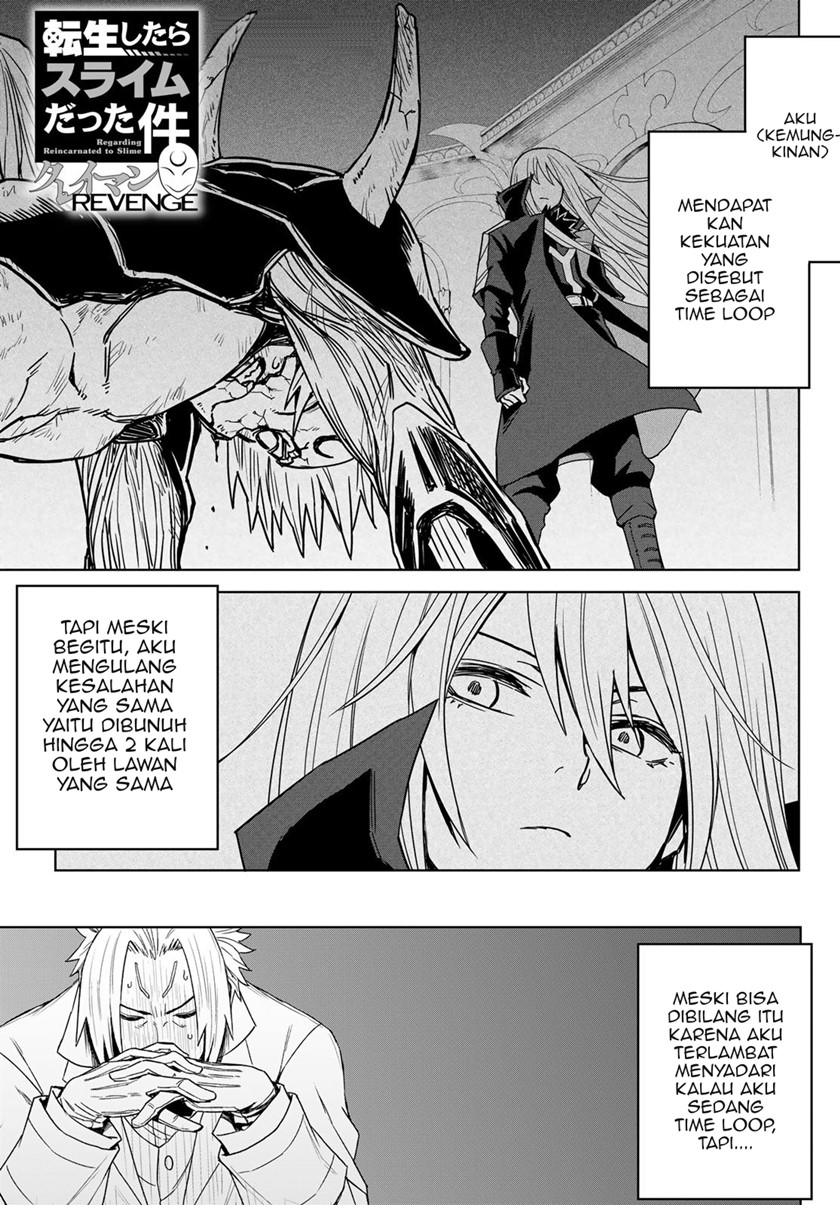 転生したら
スライム
だった件
Regarding
Reincarnated to Slime
クレイマン
REVENGE
AKU
(KEMUNG-
KINAN)
MENDAPAT
KAN
KEKUATAN
YANG
DISEBUT
SEBAGAI
TIME LOOP
TAPI MESKI
BEGITU, AKU
MENGULANG
KESALAHAN
YANG SAMA
YAITU DIBUNUH
HINGGA 2 KALI
OLEH LAWAN
YANG SAMA
MESKI BISA
DIBILANG ITU
KARENA AKU
TERLAMBAT
MENYADARI
KALAU AKU
SEDANG
TIME LOOP,
TAPI....